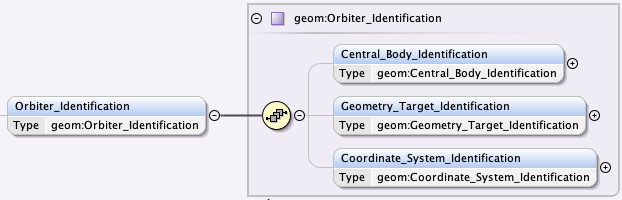 geom:Orbiter_Identification
Central_Body_Identification
Type geom:Central_Body_Identification
Orbiter_Identification
Type geom:Orbiter_Identification
Geometry_Target_Identification
Type geom:Geometry_Target_Identification
Coordinate_System_Identification
Type geom:Coordinate_System_Identification